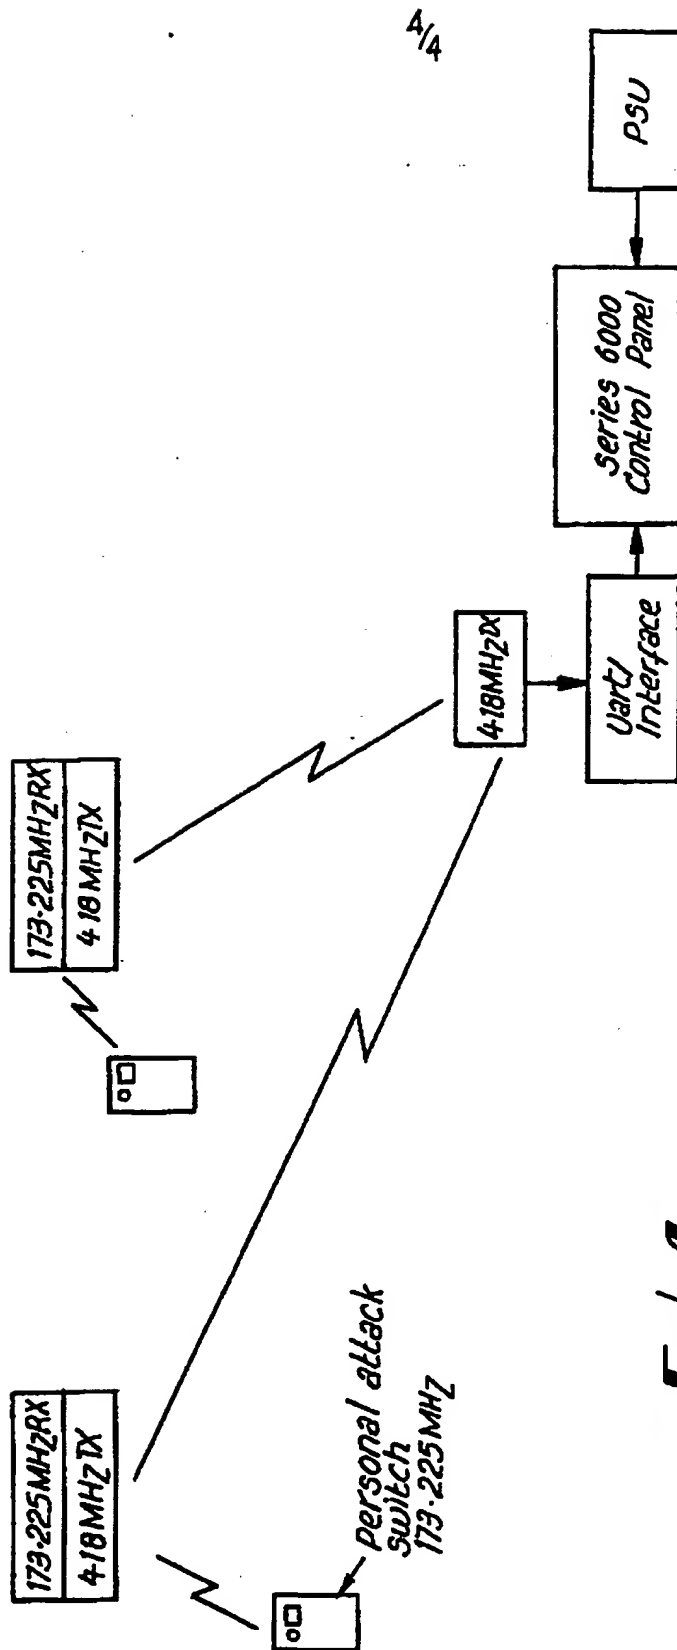 173·225MHZRX
418MHZTX
173·225MHZRX
418MHZTX
personal attack
switch
173·225MHZ
4/4
418MHZTX
Uart/
Interface
Series 6000
Control Panel
PSU